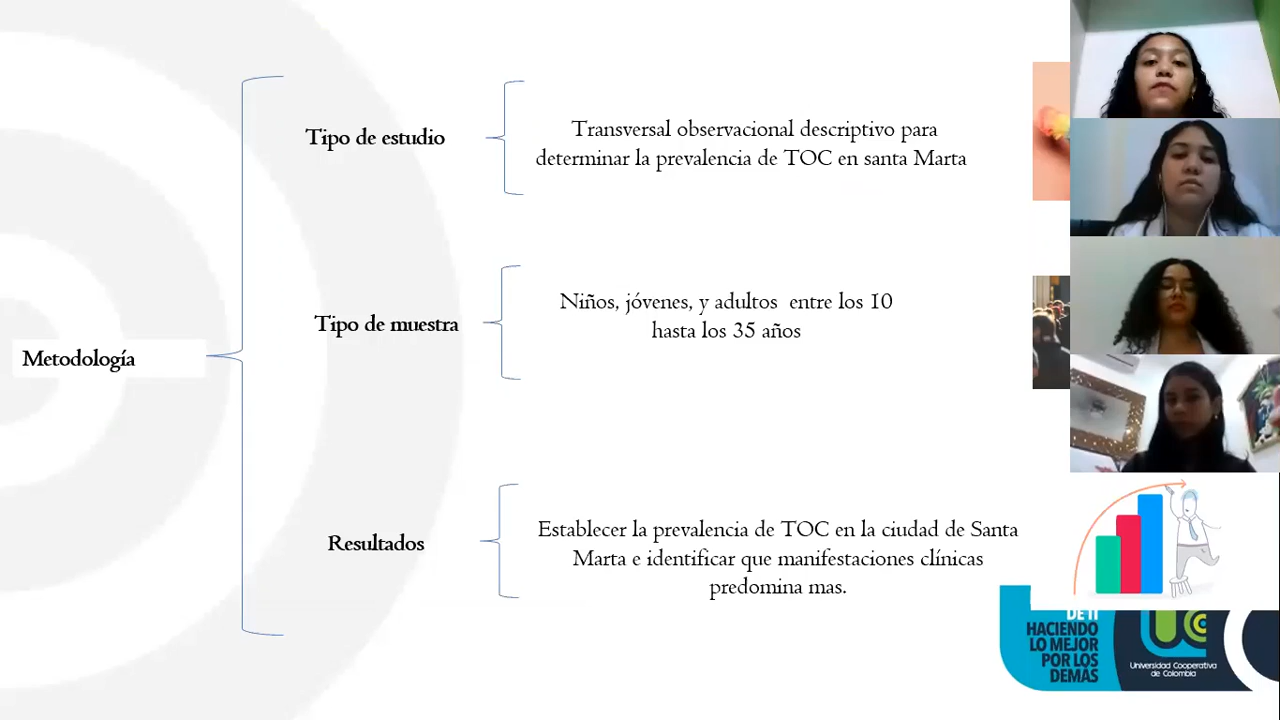 Metodología
Tipo de estudio
Transversal observacional descriptivo para
determinar la prevalencia de TOC en santa Marta
Tipo de muestra
Niños, jóvenes, y adultos entre los 10
hasta los 35 años
Resultados
Establecer la prevalencia de TOC en la ciudad de Santa
Marta e identificar que manifestaciones clínicas
predomina mas.
DE TI
HACIENDO
LO MEJOR
POR LOS
DEMÁS
Universidad Cooperativa
de Colombia